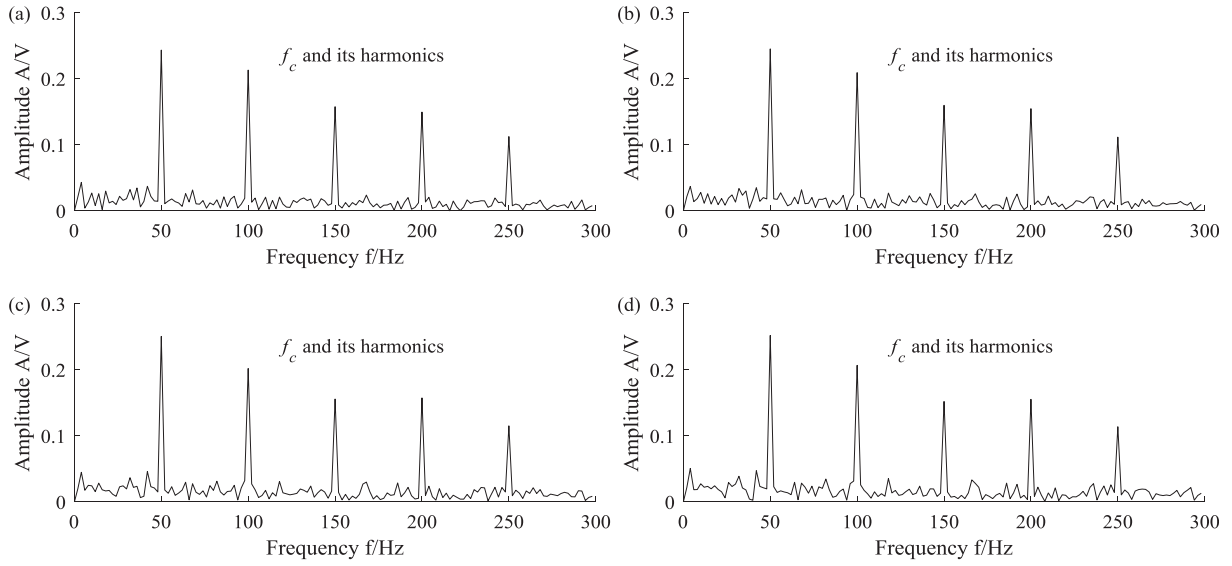 (a)
0.3
0.2
0.1
0
Amplitude A/V
f_c and its harmonics
0 50 100 150 200 250 300
Frequency f/Hz
(b)
0.3
0.2
0.1
0
Amplitude A/V
f_c and its harmonics
0 50 100 150 200 250 300
Frequency f/Hz
(c)
0.3
0.2
0.1
0
Amplitude A/V
f_c and its harmonics
0 50 100 150 200 250 300
Frequency f/Hz
(d)
0.3
0.2
0.1
0
Amplitude A/V
f_c and its harmonics
0 50 100 150 200 250 300
Frequency f/Hz